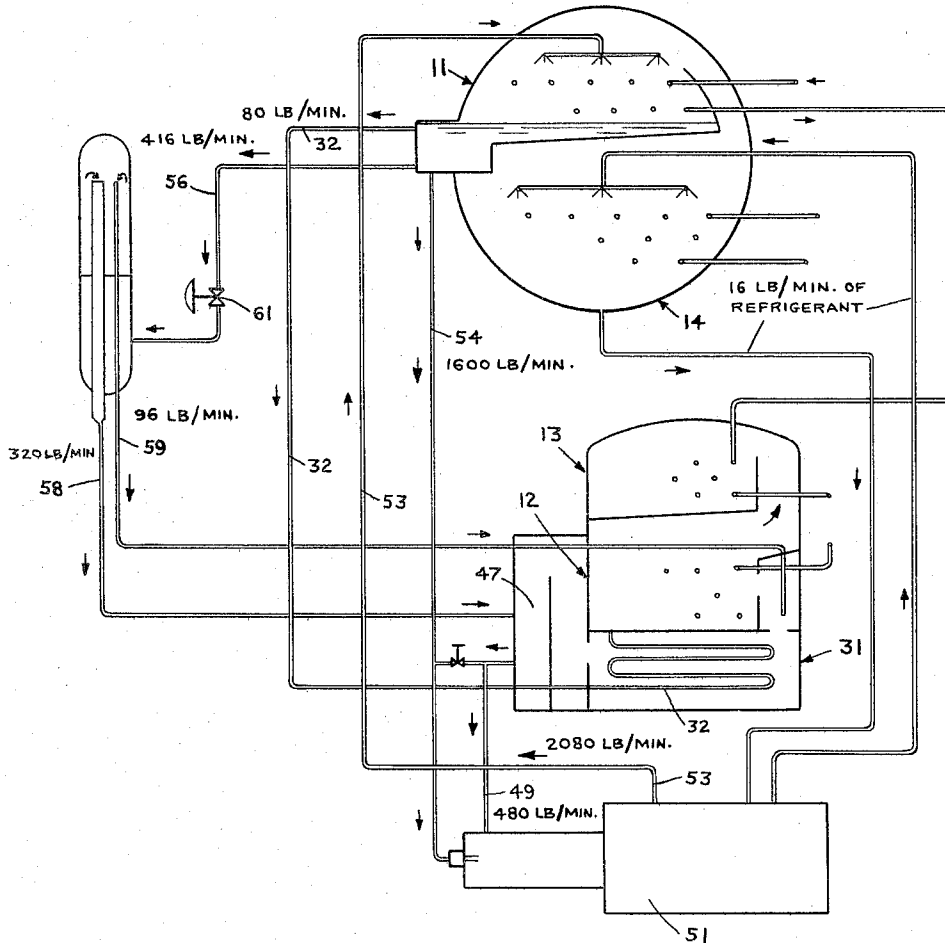 11
80 LB/MIN.
32
416 LB/MIN.
56
61
16 LB/MIN. OF
REFRIGERANT
14
54
1600 LB/MIN.
96 LB/MIN.
59
320 LB/MIN
58
32
53
13
12
47
31
32
2080 LB/MIN.
53
49
480 LB/MIN.
51